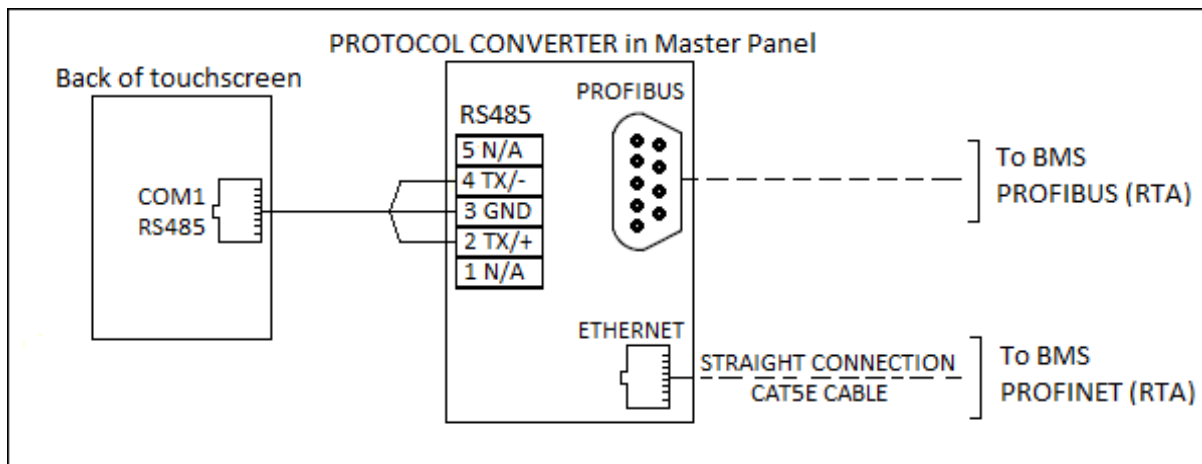 PROTOCOL CONVERTER in Master Panel
Back of touchscreen
COM1
RS485
RS485
5 N/A
4 TX/-
3 GND
2 TX/+
1 N/A
PROFIBUS
To BMS
PROFIBUS (RTA)
ETHERNET
STRAIGHT CONNECTION
CAT5E CABLE
To BMS
PROFINET (RTA)